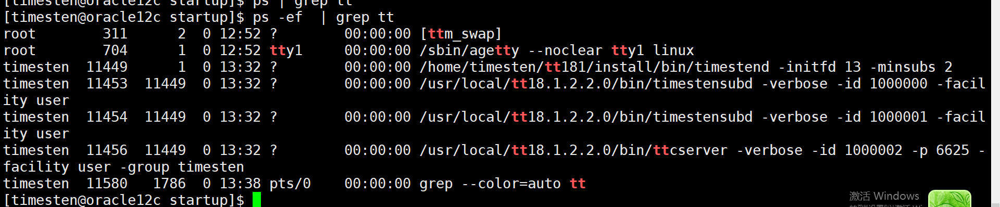 [timesten@oracle12c startup]$ ps | grep tt
[timesten@oracle12c startup]$ ps -ef  | grep tt
root        311      2  0 12:52 ?        00:00:00 [ttm_swap]
root        704      1  0 12:52 tty1     00:00:00 /sbin/agetty --noclear tty1 linux
timesten  11449      1  0 13:32 ?        00:00:00 /home/timesten/tt181/install/bin/timestend -initfd 13 -minsubs 2
timesten  11453  11449  0 13:32 ?        00:00:00 /usr/local/tt18.1.2.2.0/bin/timestensubd -verbose -id 1000000 -facil
ity user
timesten  11454  11449  0 13:32 ?        00:00:00 /usr/local/tt18.1.2.2.0/bin/timestensubd -verbose -id 1000001 -facil
ity user
timesten  11456  11449  0 13:32 ?        00:00:00 /usr/local/tt18.1.2.2.0/bin/ttcserver -verbose -id 1000002 -p 6625 -
facility user -group timesten
timesten  11580   1786  0 13:38 pts/0    00:00:00 grep --color=auto tt
[timesten@oracle12c startup]$
激活 Windows